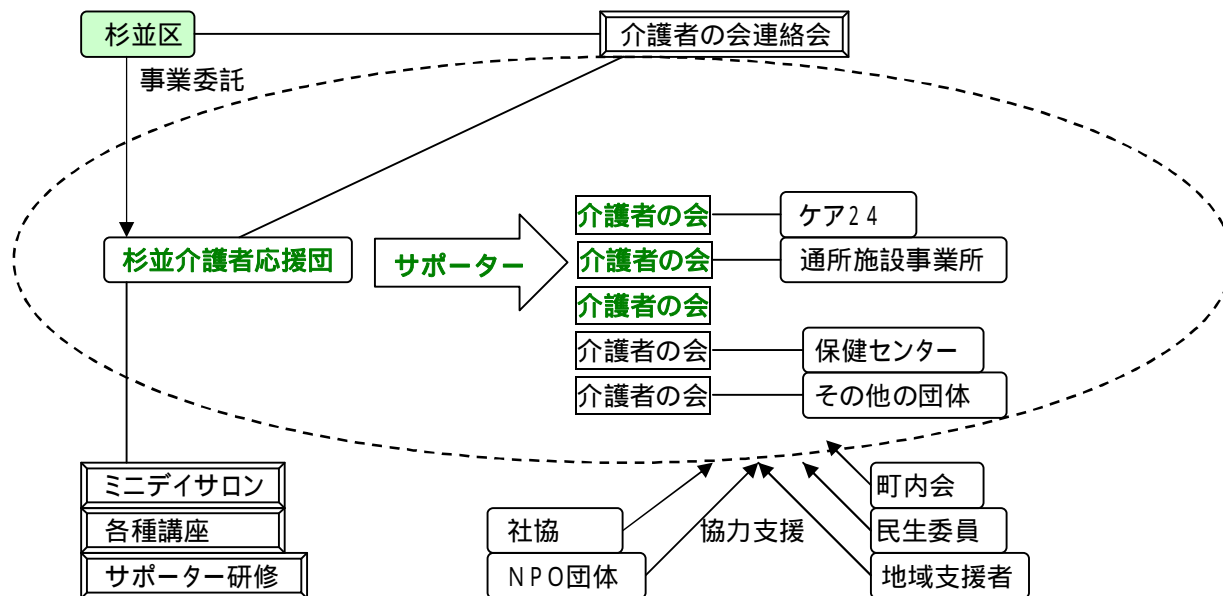 杉並区
介護者の会連絡会
事業委託
介護者の会
ケア24
杉並介護者応援団
サポーター
介護者の会
通所施設事業所
介護者の会
介護者の会
保健センター
介護者の会
その他の団体
ミニデイサロン
各種講座
サポーター研修
社協
NPO団体
協力支援
町内会
民生委員
地域支援者